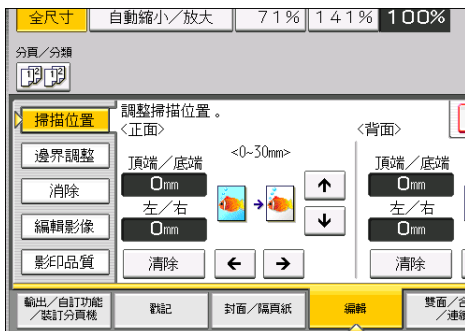 全尺寸 自動縮小／放大 71% 141% 100%
分頁／分類
1 2 1 2
掃描位置
邊界調整
消除
編輯影像
影印品質
調整掃描位置。
〈正面〉 〈背面〉
頂端／底端 <0~30mm> 頂端／底端
0mm 0mm
左／右 左／右
0mm 0mm
清除 清除
輸出／自訂功能
／裝訂分頁機
戳記
封面／隔頁紙
編輯